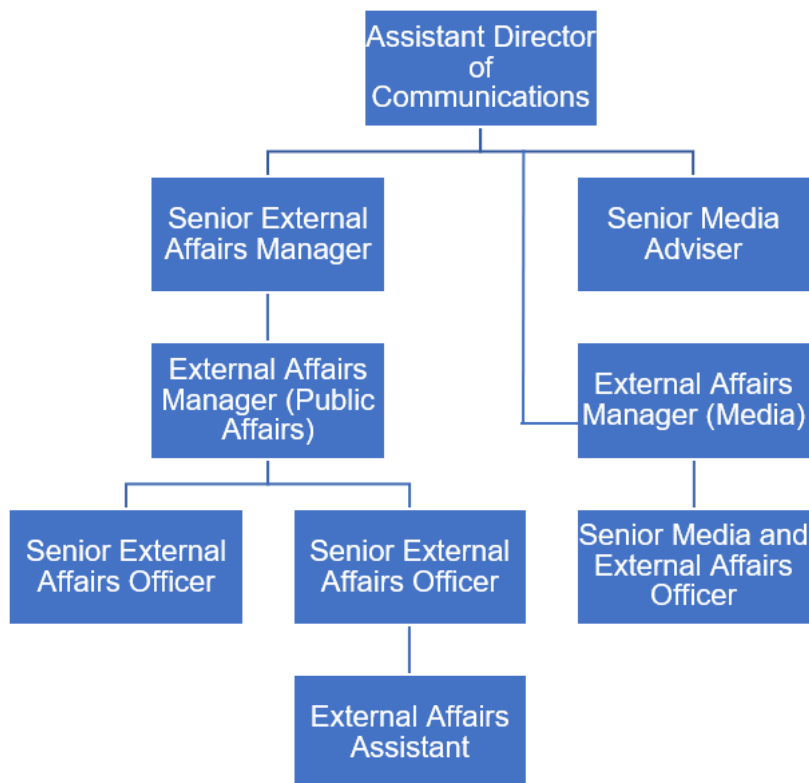 Assistant Director
of
Communications
Senior External
Affairs Manager
Senior Media
Adviser
External Affairs
Manager (Public
Affairs)
External Affairs
Manager (Media)
Senior External
Affairs Officer
Senior External
Affairs Officer
Senior Media and
External Affairs
Officer
External Affairs
Assistant